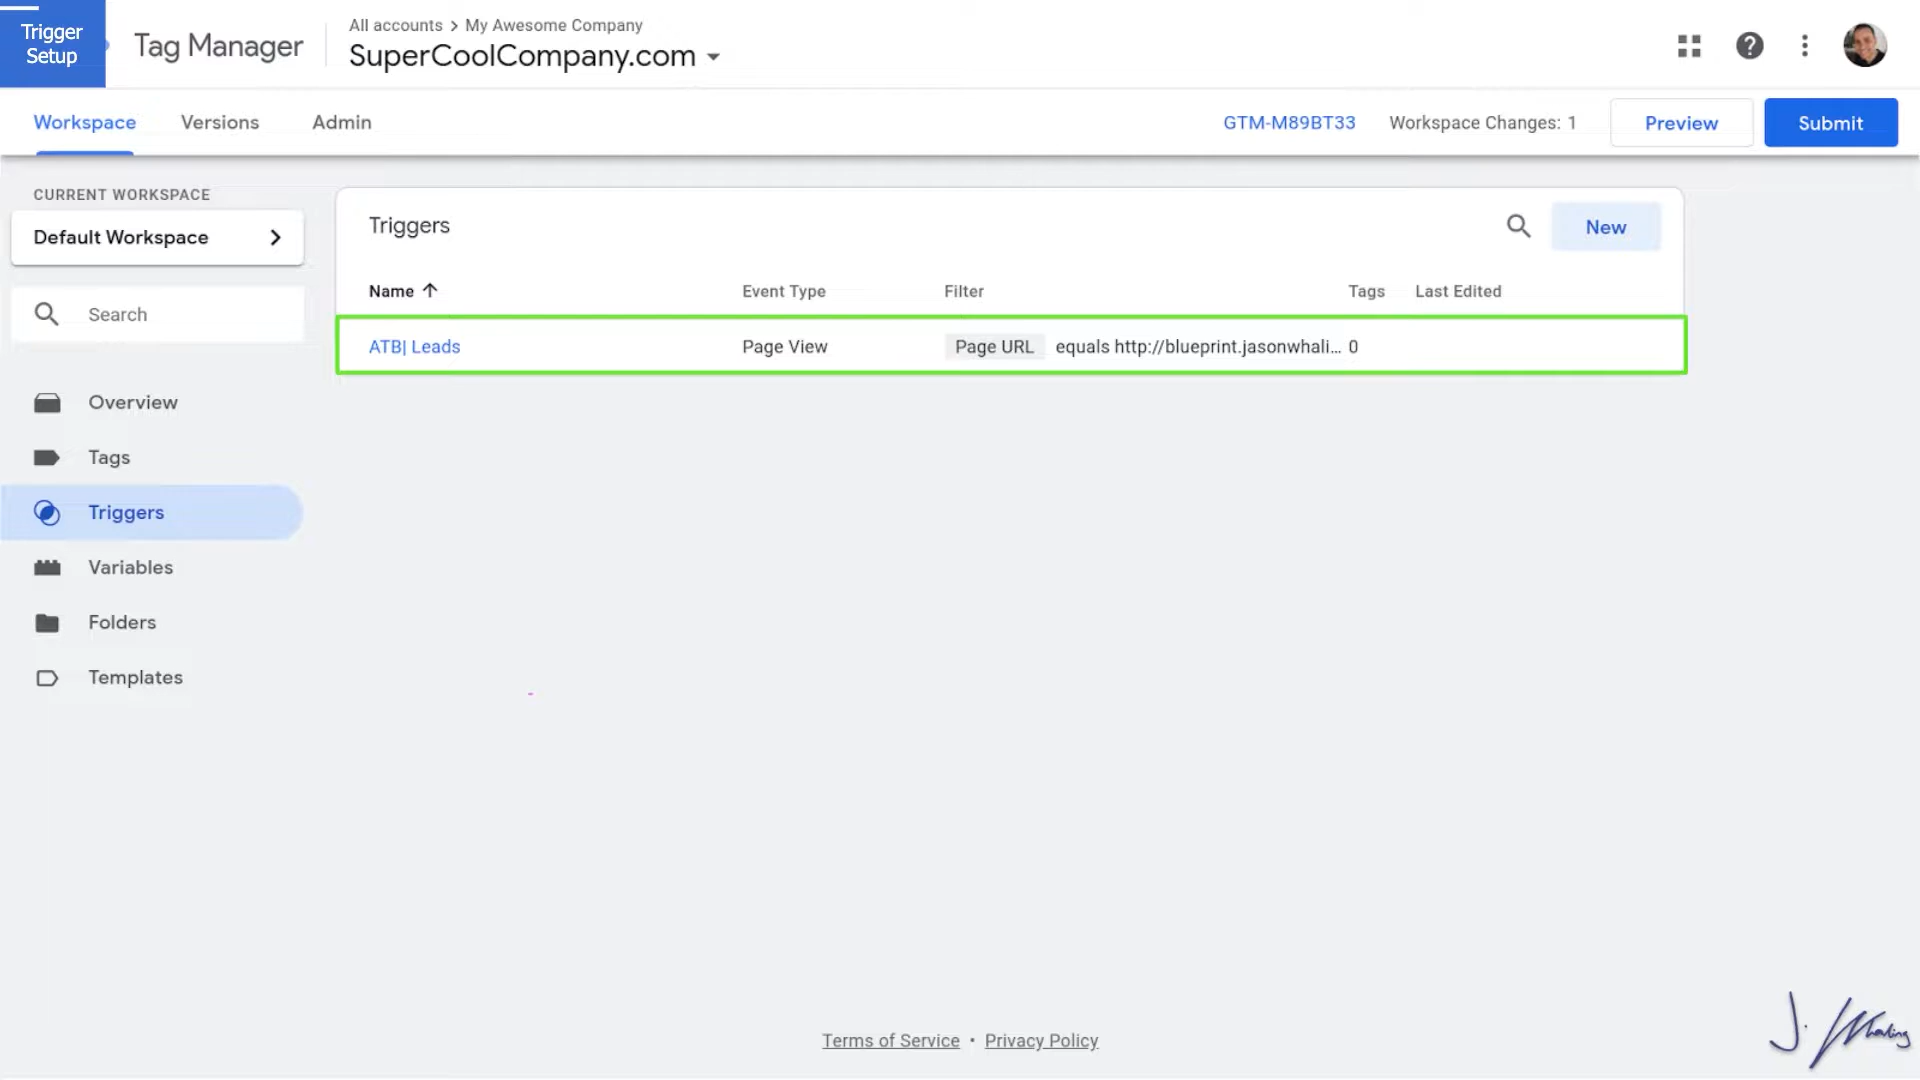 Trigger
Setup
Tag Manager
All accounts > My Awesome Company
SuperCoolCompany.com
Workspace
Versions
Admin
GTM-M89BT33
Workspace Changes: 1
Preview
Submit
CURRENT WORKSPACE
Default Workspace
Search
Overview
Tags
Triggers
Variables
Folders
Templates
Triggers
New
Name
Event Type
Filter
Tags
Last Edited
ATB| Leads
Page View
Page URL equals http://blueprint.jasonwhali...
0
Terms of Service • Privacy Policy
J. Whaling